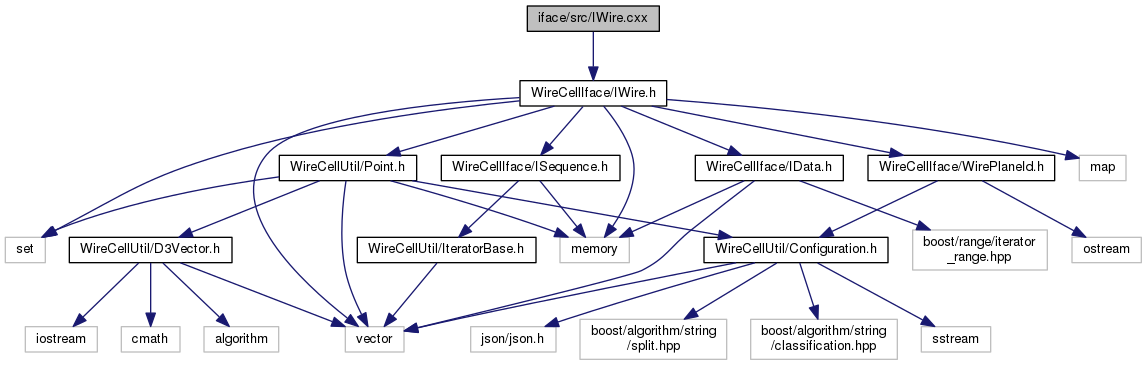 iface/src/IWire.cxx
WireCellIface/IWire.h
WireCellUtil/Point.h
WireCellIface/ISequence.h
WireCellIface/IData.h
WireCellIface/WirePlaneId.h
map
set
WireCellUtil/D3Vector.h
WireCellUtil/IteratorBase.h
memory
WireCellUtil/Configuration.h
boost/range/iterator
_range.hpp
ostream
iostream
cmath
algorithm
vector
json/json.h
boost/algorithm/string
/split.hpp
boost/algorithm/string
/classification.hpp
sstream